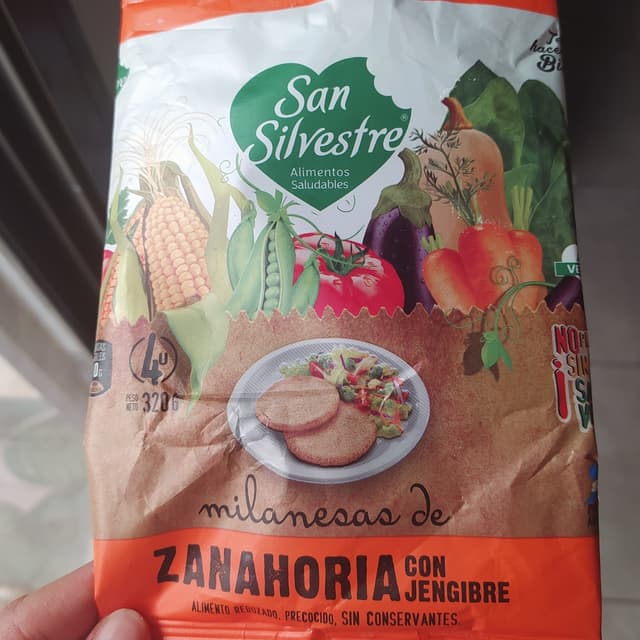 San
Silvestre®
Alimentos
Saludables
4U
PESO
NETO 320G
milanesas de
ZANAHORIA CON
JENGIBRE
ALIMENTO REBOZADO, PRECOCIDO, SIN CONSERVANTES.